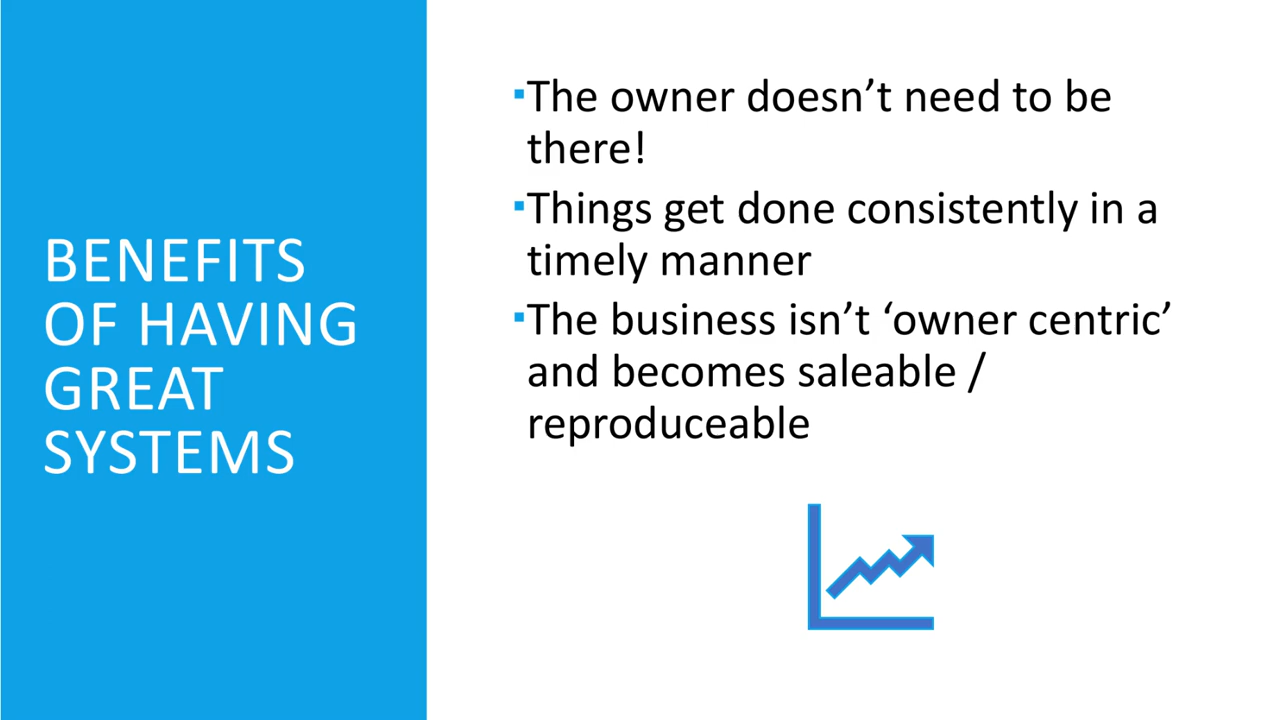 BENEFITS
OF HAVING
GREAT
SYSTEMS
▪The owner doesn’t need to be
there!
▪Things get done consistently in a
timely manner
▪The business isn’t ‘owner centric’
and becomes saleable /
reproduceable